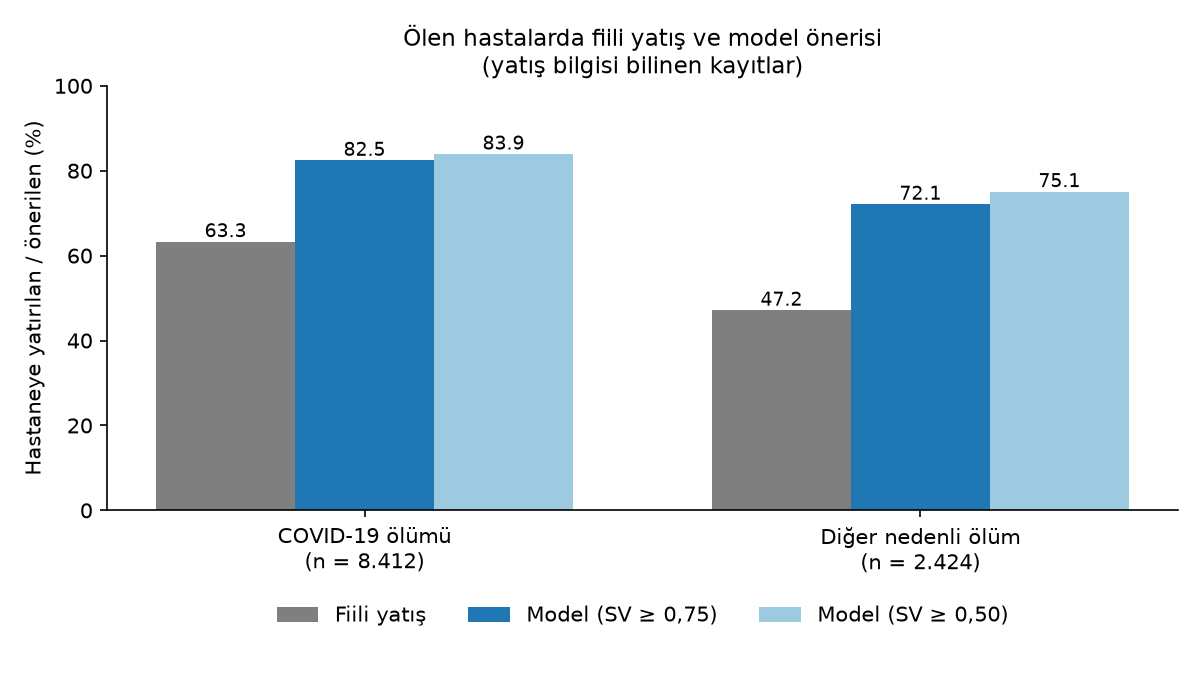 Ölen hastalarda fiili yatış ve model önerisi
(yatış bilgisi bilinen kayıtlar)
Hastaneye yatırılan / önerilen (%)
100
80
60
40
20
0
63.3
82.5
83.9
47.2
72.1
75.1
COVID-19 ölümü
(n = 8.412)
Diğer nedenli ölüm
(n = 2.424)
Fiili yatış
Model (SV ≥ 0,75)
Model (SV ≥ 0,50)